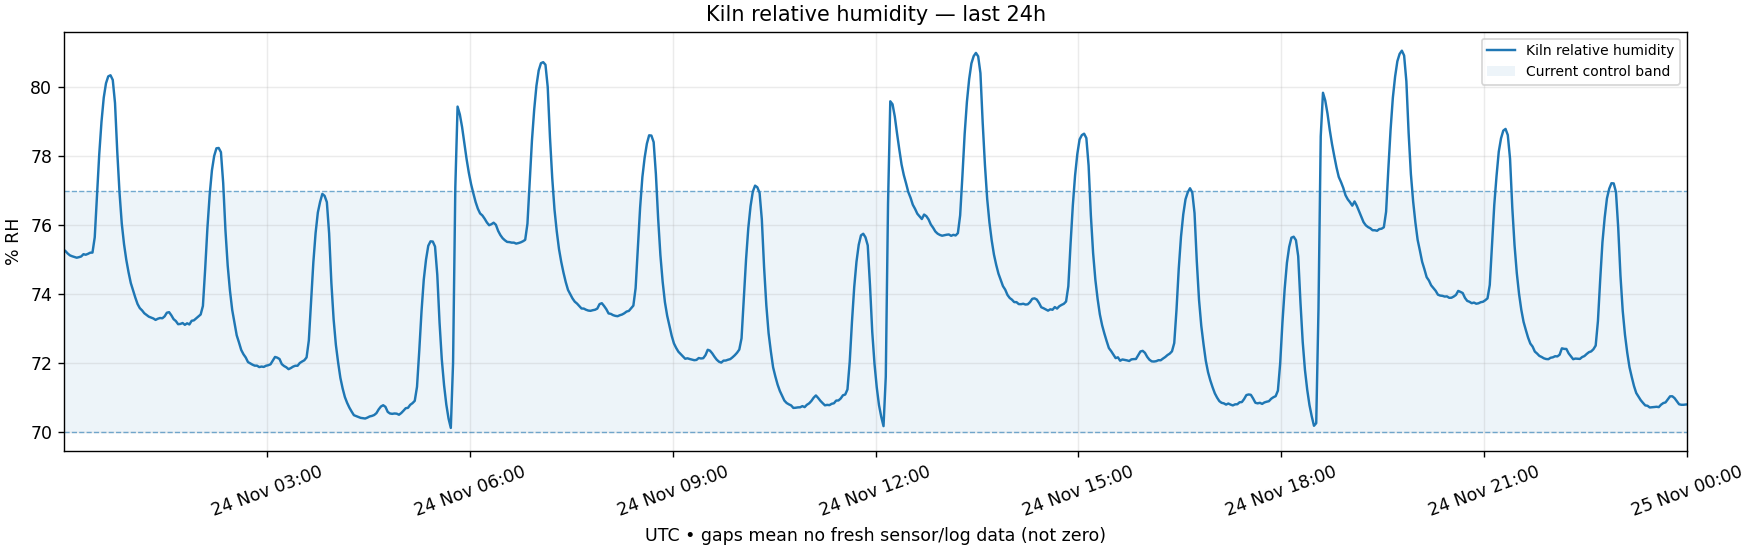 Kiln relative humidity — last 24h
Kiln relative humidity
Current control band
% RH
80
78
76
74
72
70
24 Nov 03:00
24 Nov 06:00
24 Nov 09:00
24 Nov 12:00
24 Nov 15:00
24 Nov 18:00
24 Nov 21:00
25 Nov 00:00
UTC • gaps mean no fresh sensor/log data (not zero)